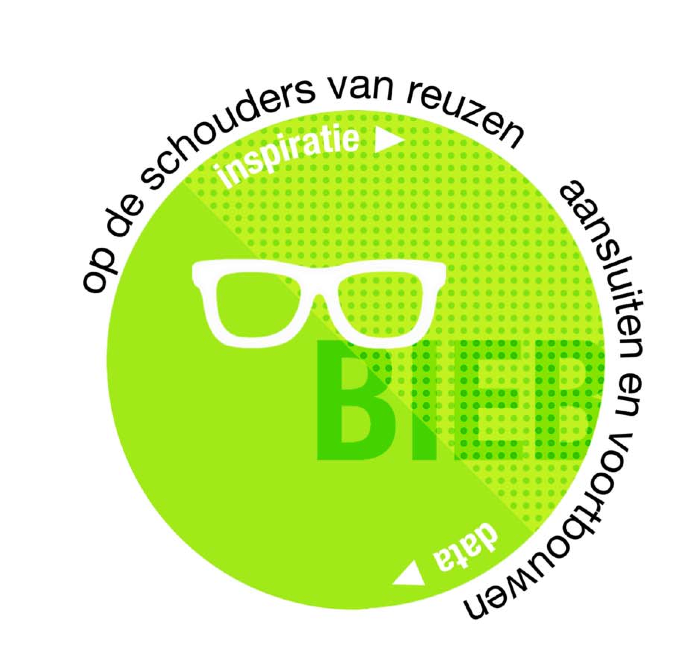 op de schouders van reuzen
aansluiten en voortbouwen
inspiratie
BIEB
data